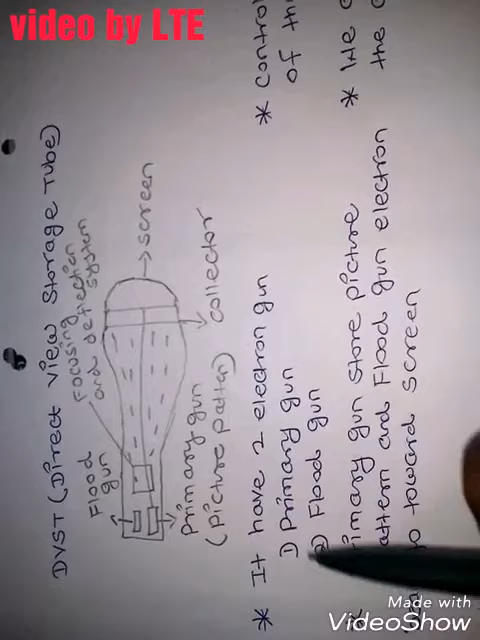 video by LTE
DVST (Direct View Storage Tube)
Focusing
and deflection
system
Flood
gun
→ screen
collector
Primary gun
(Picture patten)
* It have 2 electron gun
1) Primary gun
2) Flood gun
* Primary gun store picture
attern and Flood gun electron
to toward screen
* Control
of th
* We
the
Made with
VideoShow